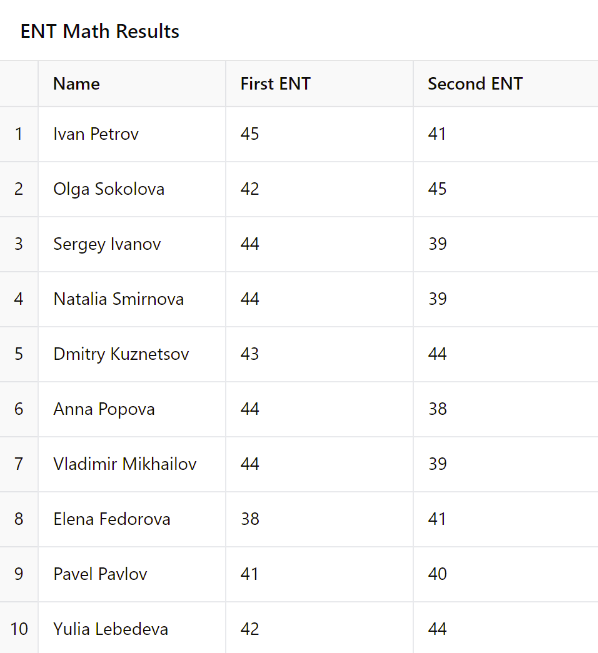 ENT Math Results
Name First ENT Second ENT
1 Ivan Petrov 45 41
2 Olga Sokolova 42 45
3 Sergey Ivanov 44 39
4 Natalia Smirnova 44 39
5 Dmitry Kuznetsov 43 44
6 Anna Popova 44 38
7 Vladimir Mikhailov 44 39
8 Elena Fedorova 38 41
9 Pavel Pavlov 41 40
10 Yulia Lebedeva 42 44